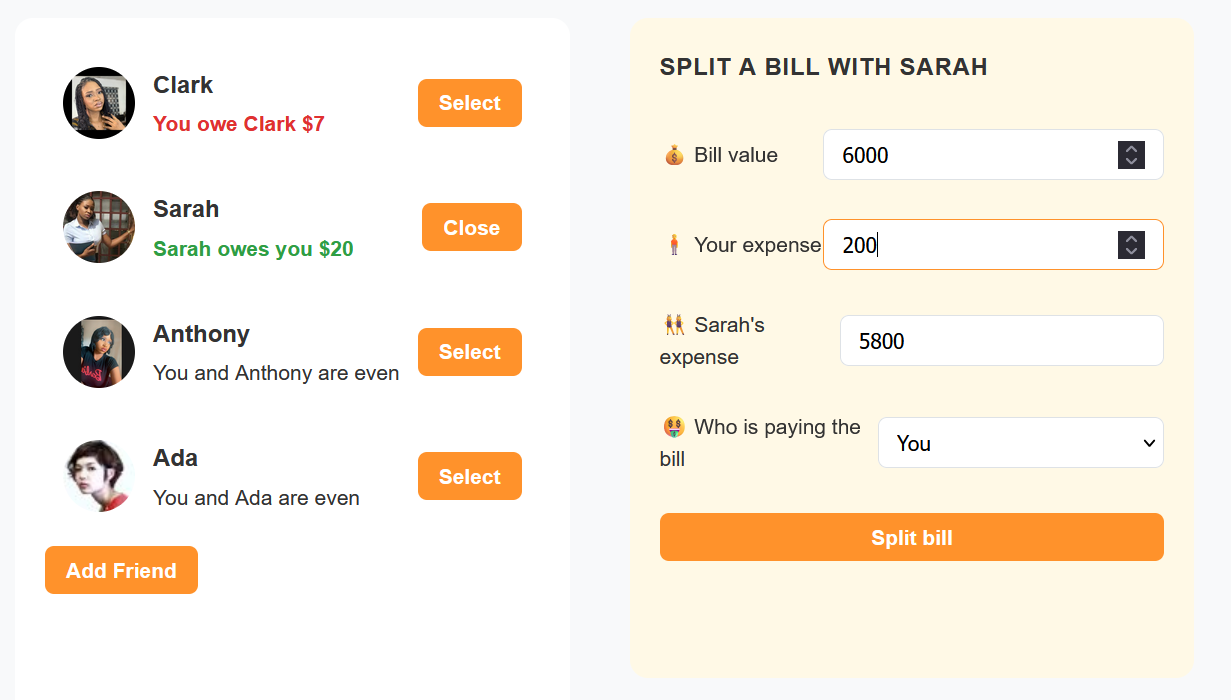 Clark
You owe Clark $7
Select
Sarah
Sarah owes you $20
Close
Anthony
You and Anthony are even
Select
Ada
You and Ada are even
Select
Add Friend
SPLIT A BILL WITH SARAH
💰 Bill value
6000
🧍 Your expense
200
👯 Sarah's
expense
5800
🤑 Who is paying the
bill
You
Split bill